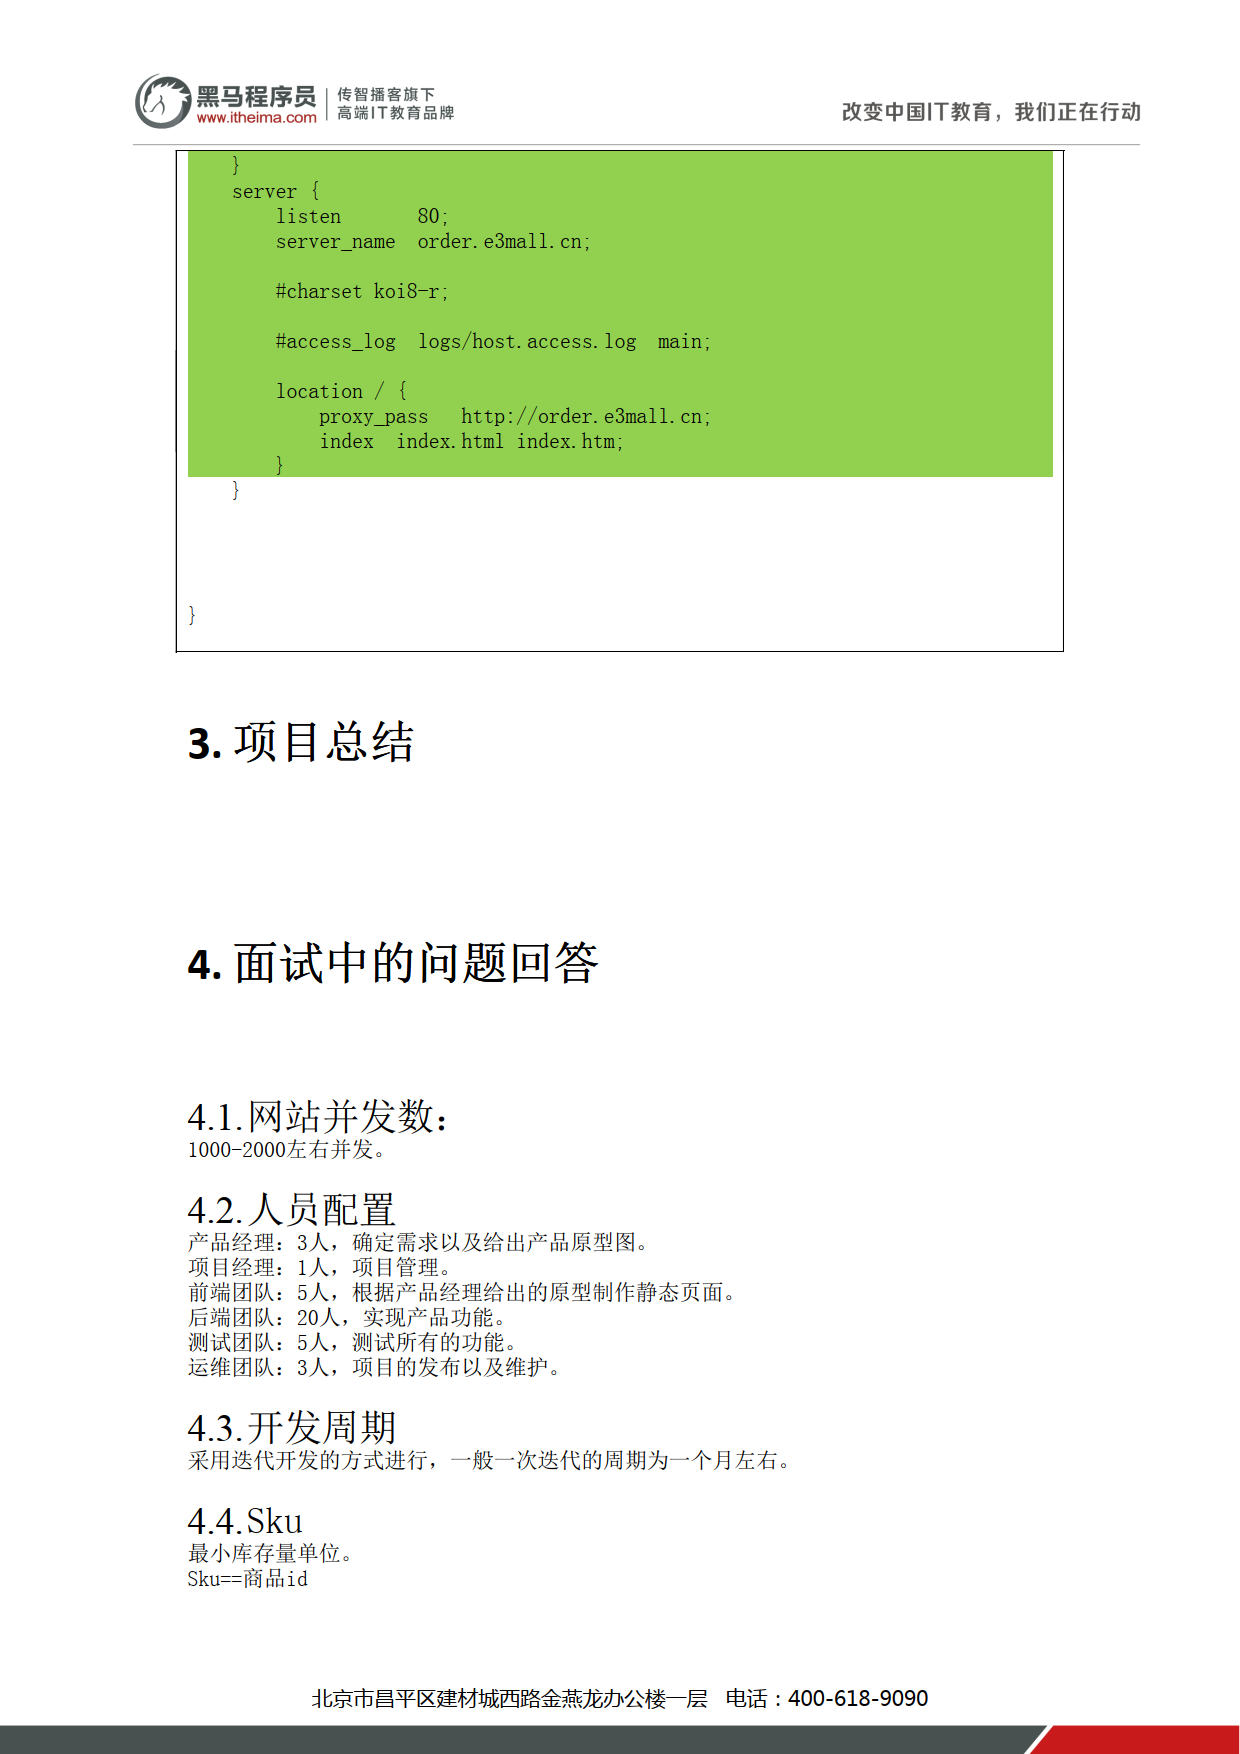 黑马程序员
www.itheima.com
传智播客旗下
高端IT教育品牌
改变中国IT教育，我们正在行动
    }
    server {
        listen       80;
        server_name  order.e3mall.cn;

        #charset koi8-r;

        #access_log  logs/host.access.log  main;

        location / {
            proxy_pass   http://order.e3mall.cn;
            index  index.html index.htm;
        }
    }

}
3. 项目总结
4. 面试中的问题回答
4.1. 网站并发数：
1000-2000左右并发。
4.2. 人员配置
产品经理：3人，确定需求以及给出产品原型图。
项目经理：1人，项目管理。
前端团队：5人，根据产品经理给出的原型制作静态页面。
后端团队：20人，实现产品功能。
测试团队：5人，测试所有的功能。
运维团队：3人，项目的发布以及维护。
4.3. 开发周期
采用迭代开发的方式进行，一般一次迭代的周期为一个月左右。
4.4. Sku
最小库存量单位。
Sku==商品id
北京市昌平区建材城西路金燕龙办公楼一层   电话：400-618-9090